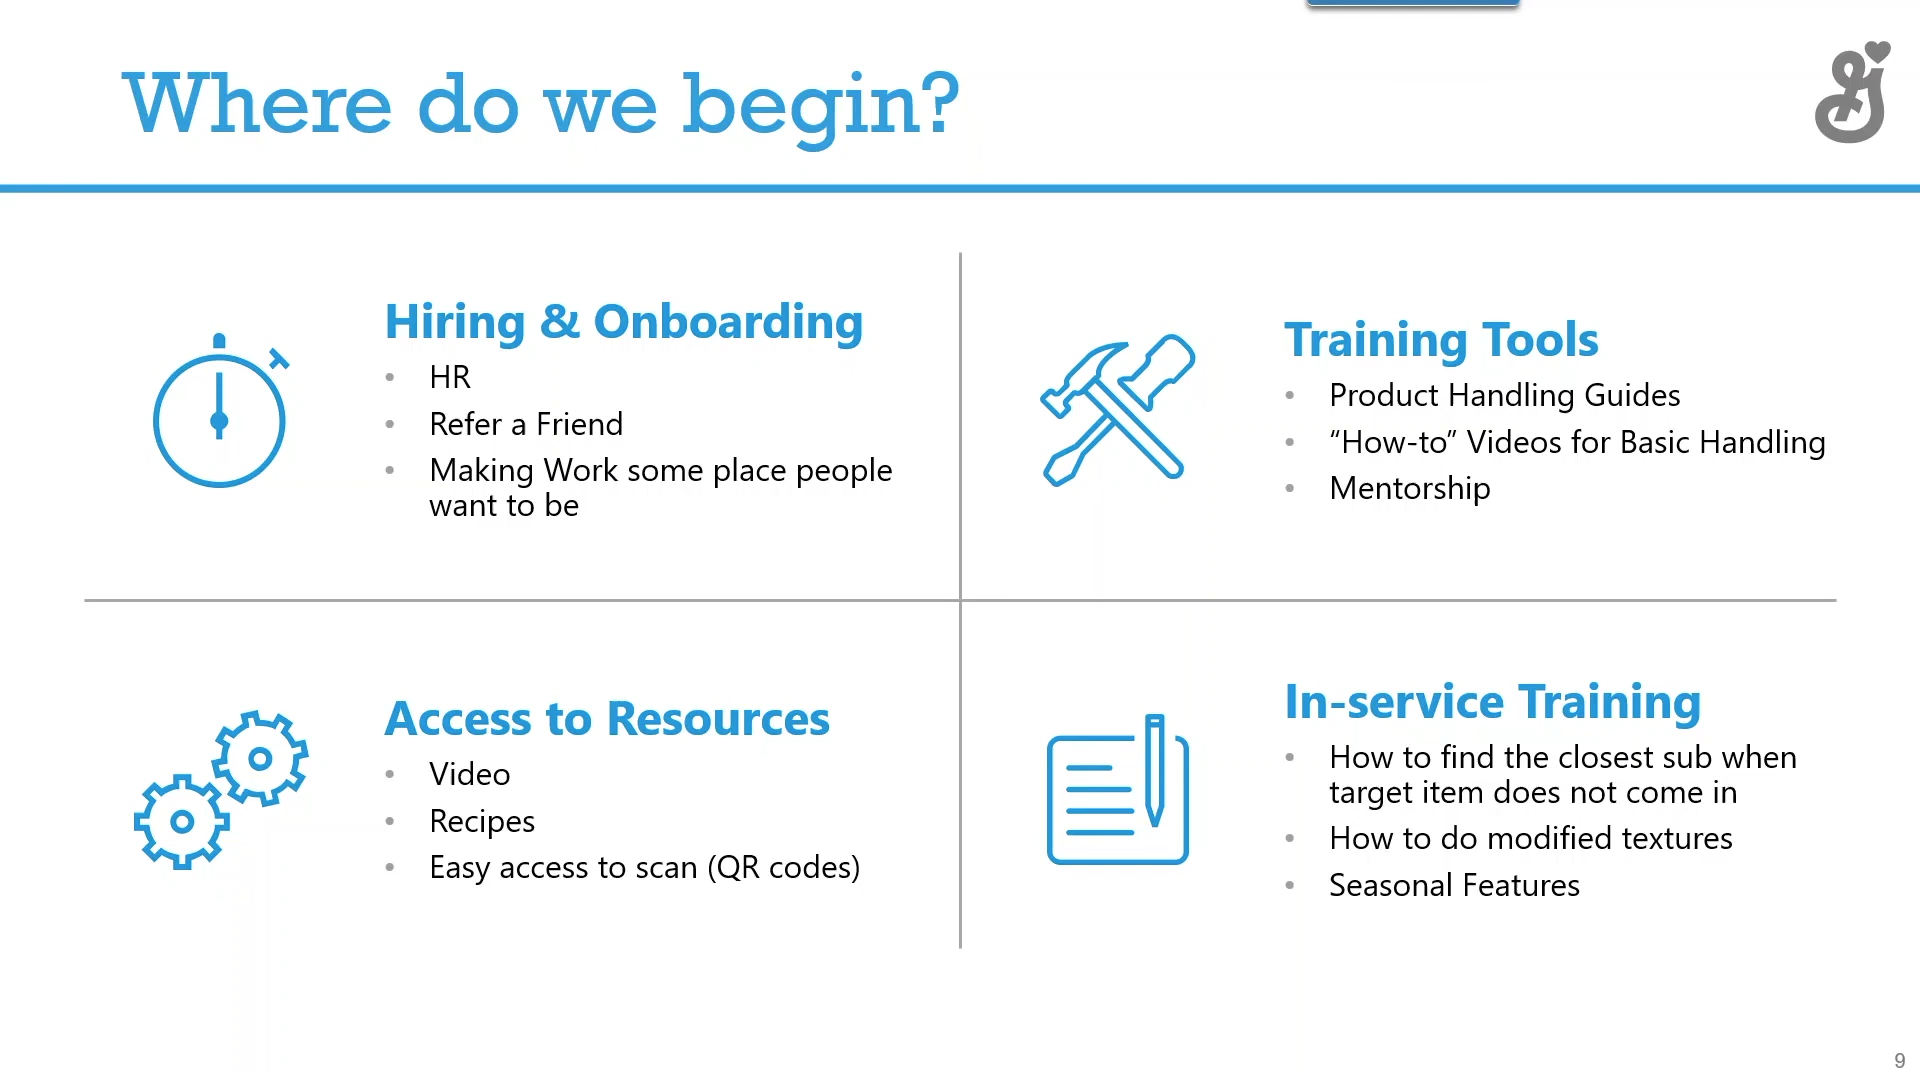 Where do we begin?
Hiring & Onboarding
• HR
• Refer a Friend
• Making Work some place people
want to be
Training Tools
• Product Handling Guides
• “How-to” Videos for Basic Handling
• Mentorship
Access to Resources
• Video
• Recipes
• Easy access to scan (QR codes)
In-service Training
• How to find the closest sub when
target item does not come in
• How to do modified textures
• Seasonal Features
9